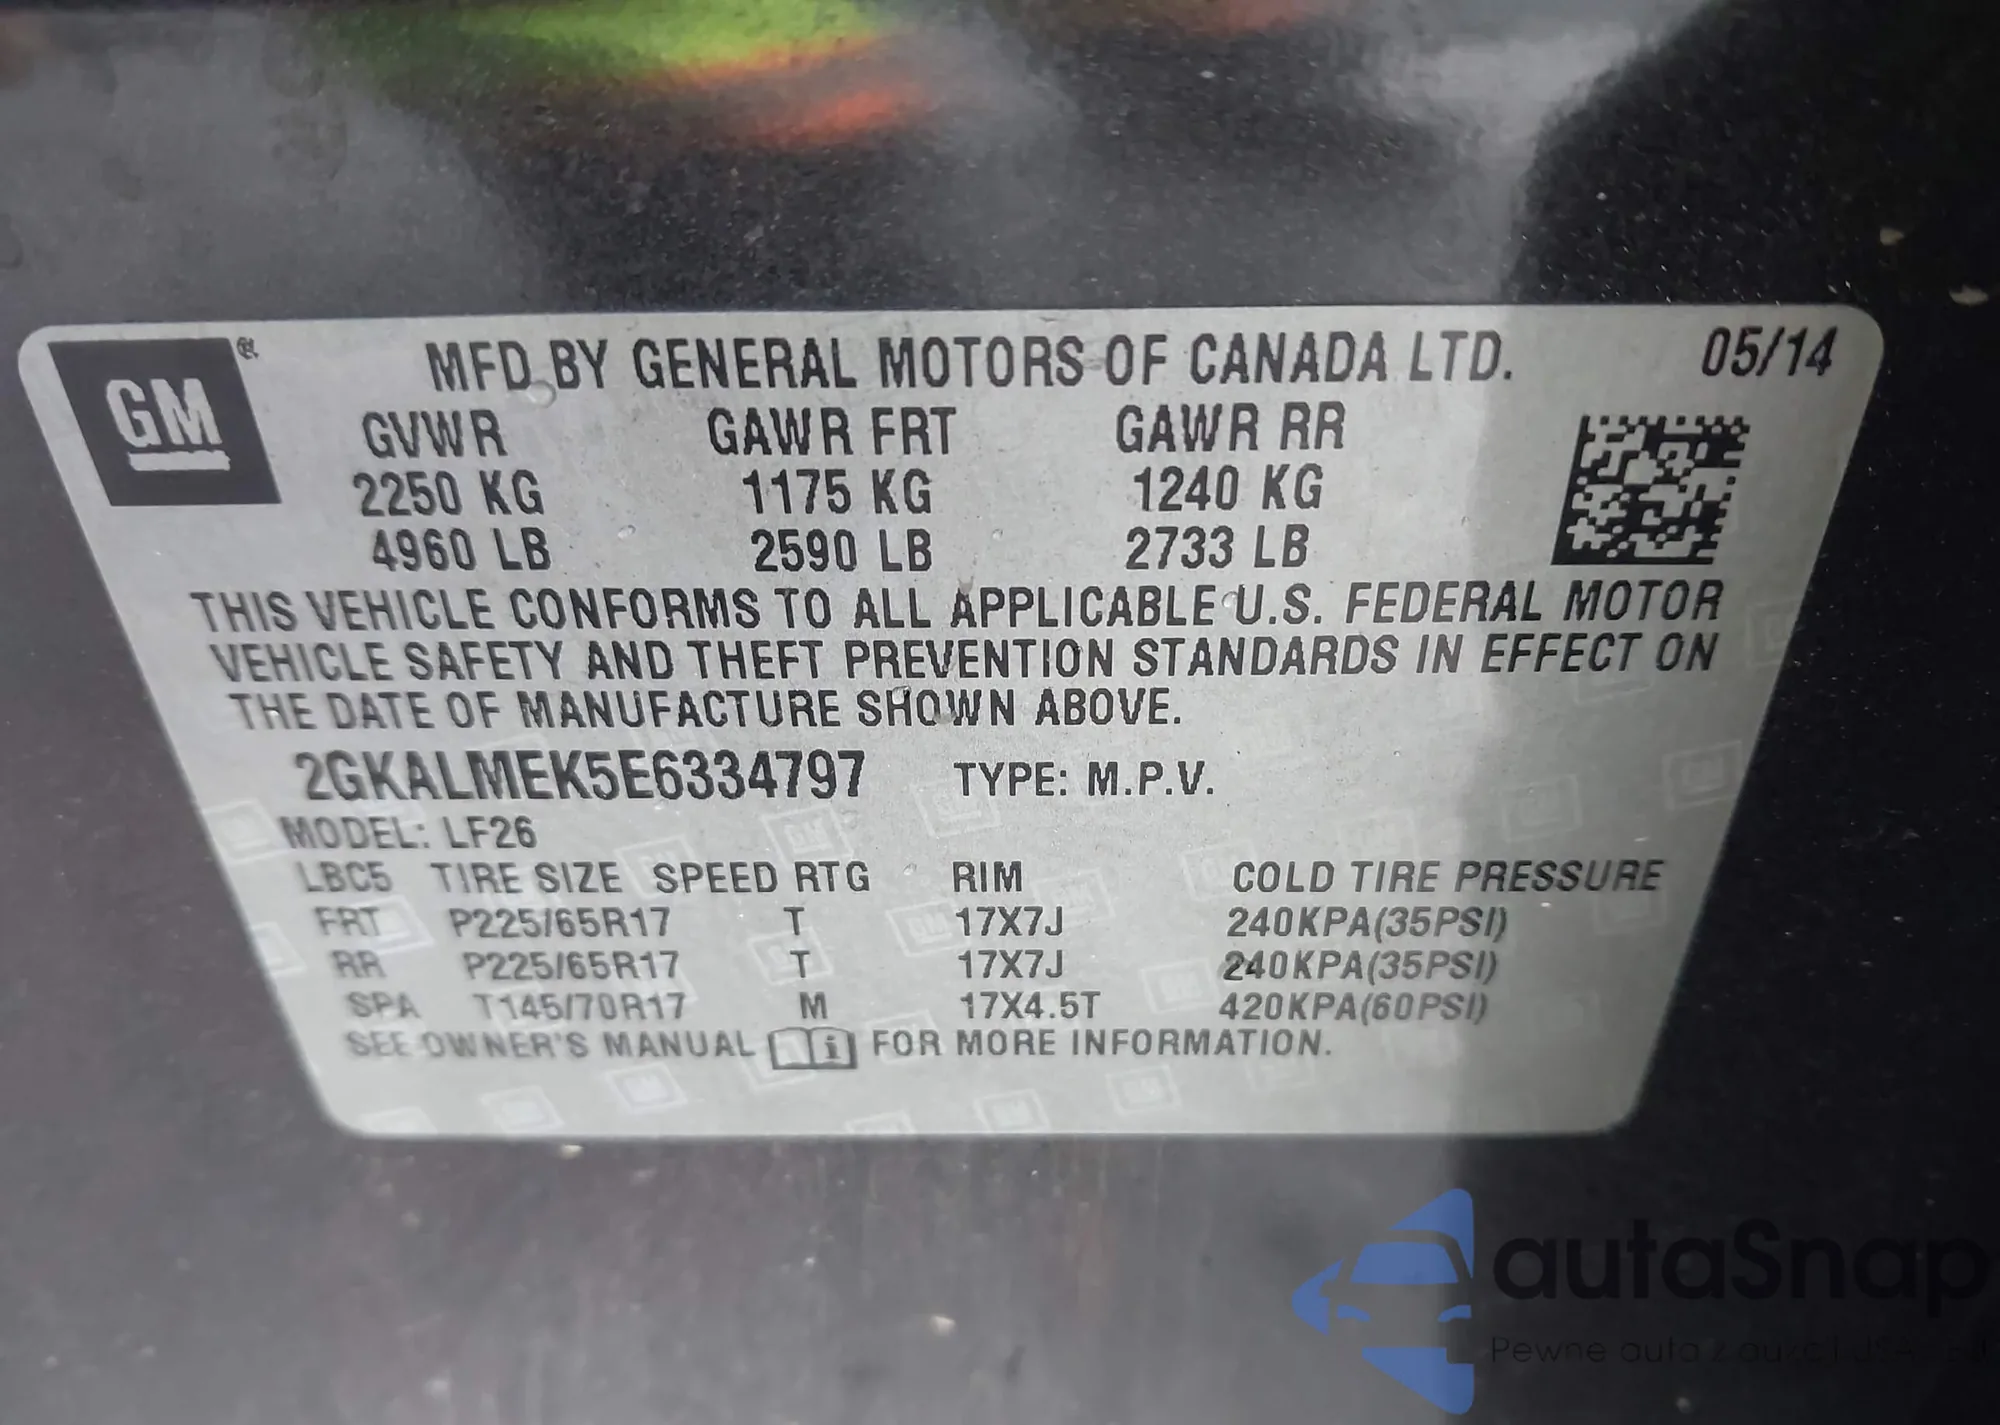 GM ® MFD BY GENERAL MOTORS OF CANADA LTD. 05/14
GVWR GAWR FRT GAWR RR
2250 KG 1175 KG 1240 KG
4960 LB 2590 LB 2733 LB
THIS VEHICLE CONFORMS TO ALL APPLICABLE U.S. FEDERAL MOTOR
VEHICLE SAFETY AND THEFT PREVENTION STANDARDS IN EFFECT ON
THE DATE OF MANUFACTURE SHOWN ABOVE.
2GKALMEK5E6334797 TYPE: M.P.V.
MODEL: LF26
LBC5 TIRE SIZE SPEED RTG RIM COLD TIRE PRESSURE
FRT P225/65R17 T 17X7J 240KPA(35PSI)
RR P225/65R17 T 17X7J 240KPA(35PSI)
SPA T145/70R17 M 17X4.5T 420KPA(60PSI)
SEE OWNER'S MANUAL i FOR MORE INFORMATION.
autaSnap
Pewne auta z aukcji